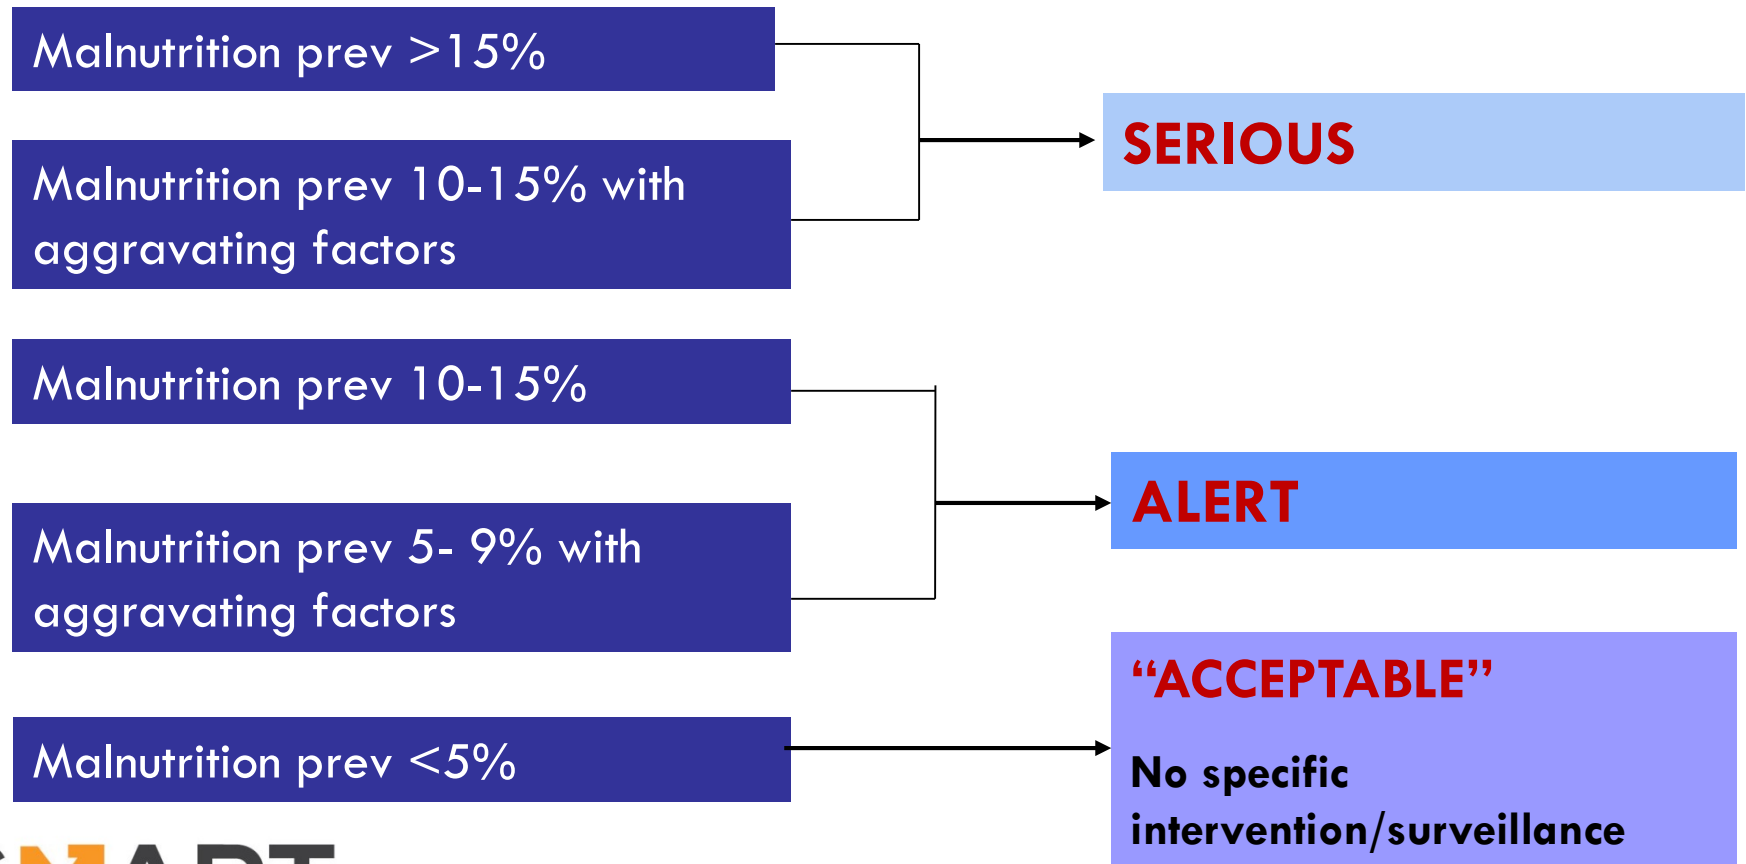 Malnutrition prev >15%
SERIOUS
Malnutrition prev 10-15% with
aggravating factors
Malnutrition prev 10-15%
ALERT
Malnutrition prev 5- 9% with
aggravating factors
“ACCEPTABLE”
Malnutrition prev <5%
No specific
intervention/surveillance